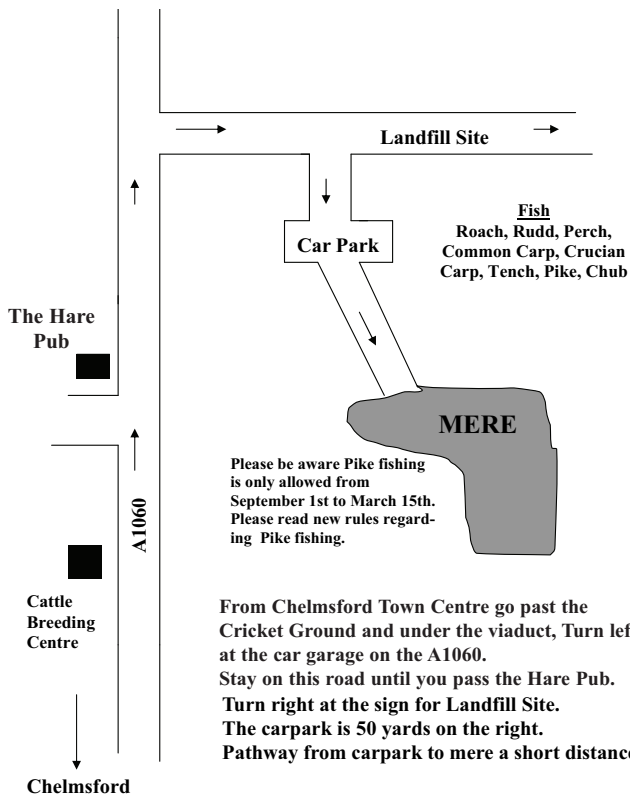 Landfill Site
Fish
Roach, Rudd, Perch,
Common Carp, Crucian
Carp, Tench, Pike, Chub
Car Park
The Hare
Pub
MERE
Please be aware Pike fishing
is only allowed from
September 1st to March 15th.
Please read new rules regard-
ing Pike fishing.
A1060
Cattle
Breeding
Centre
From Chelmsford Town Centre go past the
Cricket Ground and under the viaduct, Turn lef
at the car garage on the A1060.
Stay on this road until you pass the Hare Pub.
Turn right at the sign for Landfill Site.
The carpark is 50 yards on the right.
Pathway from carpark to mere a short distance
Chelmsford